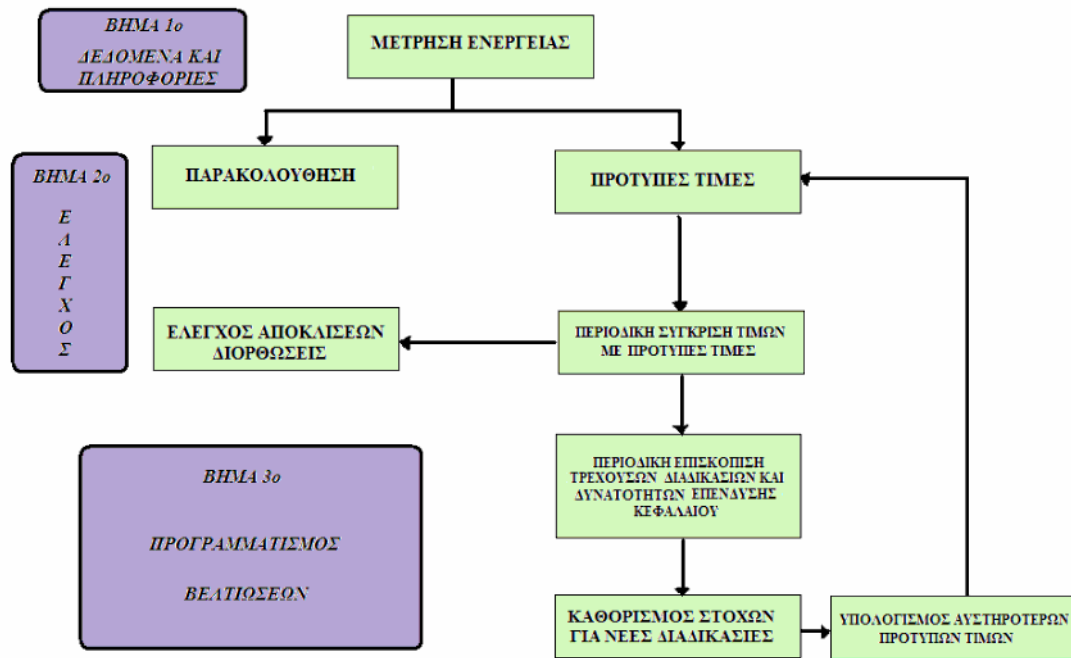 ΒΗΜΑ 1ο
ΔΕΔΟΜΕΝΑ ΚΑΙ
ΠΛΗΡΟΦΟΡΙΕΣ
ΜΕΤΡΗΣΗ ΕΝΕΡΓΕΙΑΣ
ΒΗΜΑ 2ο
Ε
Λ
Ε
Γ
Χ
Ο
Σ
ΠΑΡΑΚΟΛΟΥΘΗΣΗ
ΠΡΟΤΥΠΕΣ ΤΙΜΕΣ
ΕΛΕΓΧΟΣ ΑΠΟΚΛΙΣΕΩΝ
ΔΙΟΡΘΩΣΕΙΣ
ΠΕΡΙΟΔΙΚΗ ΣΥΓΚΡΙΣΗ ΤΙΜΩΝ
ΜΕ ΠΡΟΤΥΠΕΣ ΤΙΜΕΣ
ΒΗΜΑ 3ο
ΠΡΟΓΡΑΜΜΑΤΙΣΜΟΣ
ΒΕΛΤΙΩΣΕΩΝ
ΠΕΡΙΟΔΙΚΗ ΕΠΙΣΚΟΠΙΣΗ
ΤΡΕΧΟΥΣΩΝ ΔΙΑΔΙΚΑΣΙΩΝ ΚΑΙ
ΔΥΝΑΤΟΤΗΤΩΝ ΕΠΕΝΔΥΣΗΣ
ΚΕΦΑΛΑΙΟΥ
ΚΑΘΟΡΙΣΜΟΣ ΣΤΟΧΩΝ
ΓΙΑ ΝΕΕΣ ΔΙΑΔΙΚΑΣΙΕΣ
ΥΠΟΛΟΓΙΣΜΟΣ ΑΥΣΤΗΡΟΤΕΡΩΝ
ΠΡΟΤΥΠΩΝ ΤΙΜΩΝ